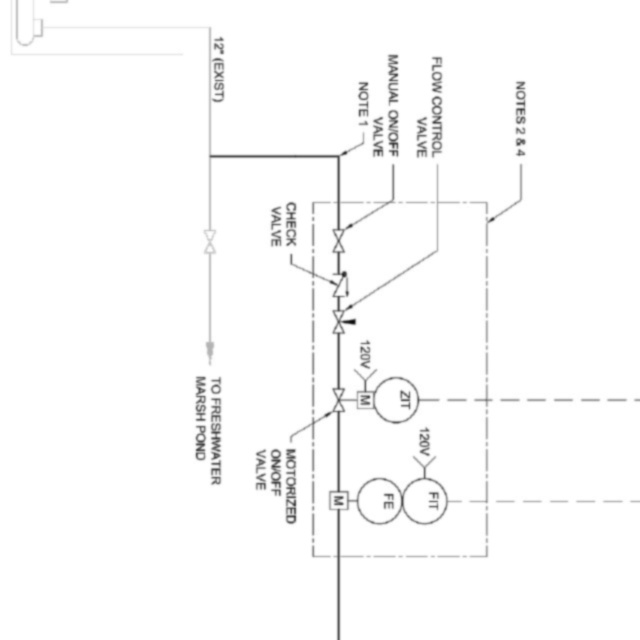 12" (EXIST)
NOTE 1
MANUAL ON/OFF
VALVE
FLOW CONTROL
VALVE
NOTES 2 & 4
CHECK
VALVE
120V
M
ZIT
TO FRESHWATER
MARSH POND
MOTORIZED
ON/OFF
VALVE
120V
M
FE
FIT